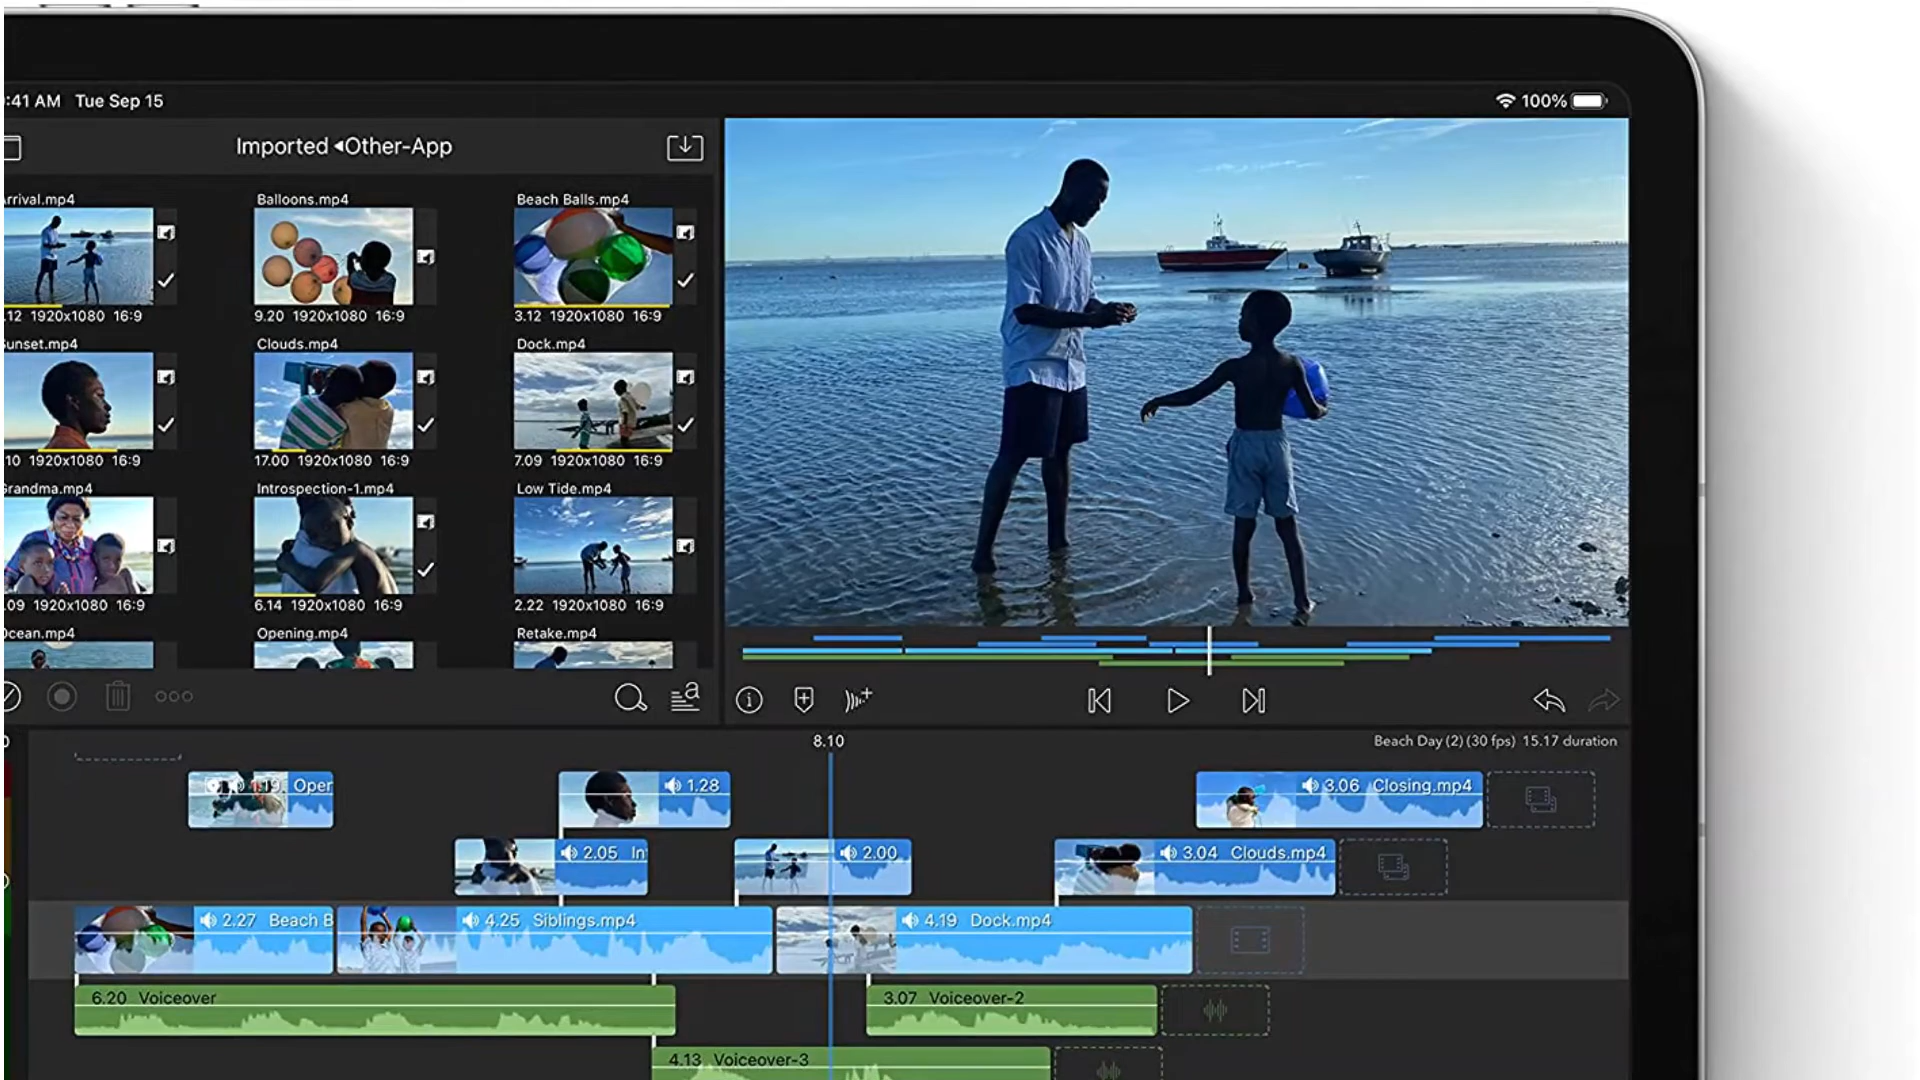 :41 AM Tue Sep 15
100%
Imported ◂Other-App
rrival.mp4
Balloons.mp4
Beach Balls.mp4
.12 1920x1080 16:9
9.20 1920x1080 16:9
3.12 1920x1080 16:9
Sunset.mp4
Clouds.mp4
Dock.mp4
10 1920x1080 16:9
17.00 1920x1080 16:9
7.09 1920x1080 16:9
Grandma.mp4
Introspection-1.mp4
Low Tide.mp4
.09 1920x1080 16:9
6.14 1920x1080 16:9
2.22 1920x1080 16:9
Ocean.mp4
Opening.mp4
Retake.mp4
8.10
Beach Day (2) (30 fps) 15.17 duration
1.19 Oper
1.28
3.06 Closing.mp4
2.05 In
2.00
3.04 Clouds.mp4
2.27 Beach B
4.25 Siblings.mp4
4.19 Dock.mp4
6.20 Voiceover
3.07 Voiceover-2
4.13 Voiceover-3